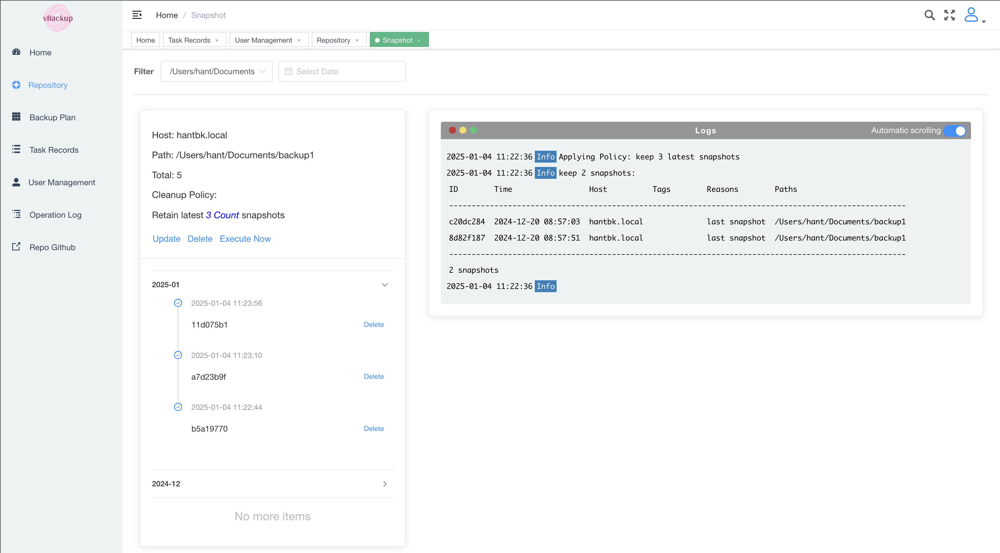 vBackup
Home
Repository
Backup Plan
Task Records
User Management
Operation Log
Repo Github
Home / Snapshot
Home
Task Records ×
User Management ×
Repository ×
Snapshot ×
Filter
/Users/hant/Documents
Select Date
Host: hantbk.local
Path: /Users/hant/Documents/backup1
Total: 5
Cleanup Policy:
Retain latest 3 Count snapshots
Update Delete Execute Now
2025-01
2025-01-04 11:23:56
11d075b1 Delete
2025-01-04 11:23:10
a7d23b9f Delete
2025-01-04 11:22:44
b5a19770 Delete
2024-12
No more items
Logs
Automatic scrolling
2025-01-04 11:22:36 Info Applying Policy: keep 3 latest snapshots
2025-01-04 11:22:36 Info keep 2 snapshots:
ID Time Host Tags Reasons Paths
-----------------------------------------------------------------------------------------------------
c20dc284 2024-12-20 08:57:03 hantbk.local last snapshot /Users/hant/Documents/backup1
8d82f187 2024-12-20 08:57:51 hantbk.local last snapshot /Users/hant/Documents/backup1
-----------------------------------------------------------------------------------------------------
2 snapshots
2025-01-04 11:22:36 Info